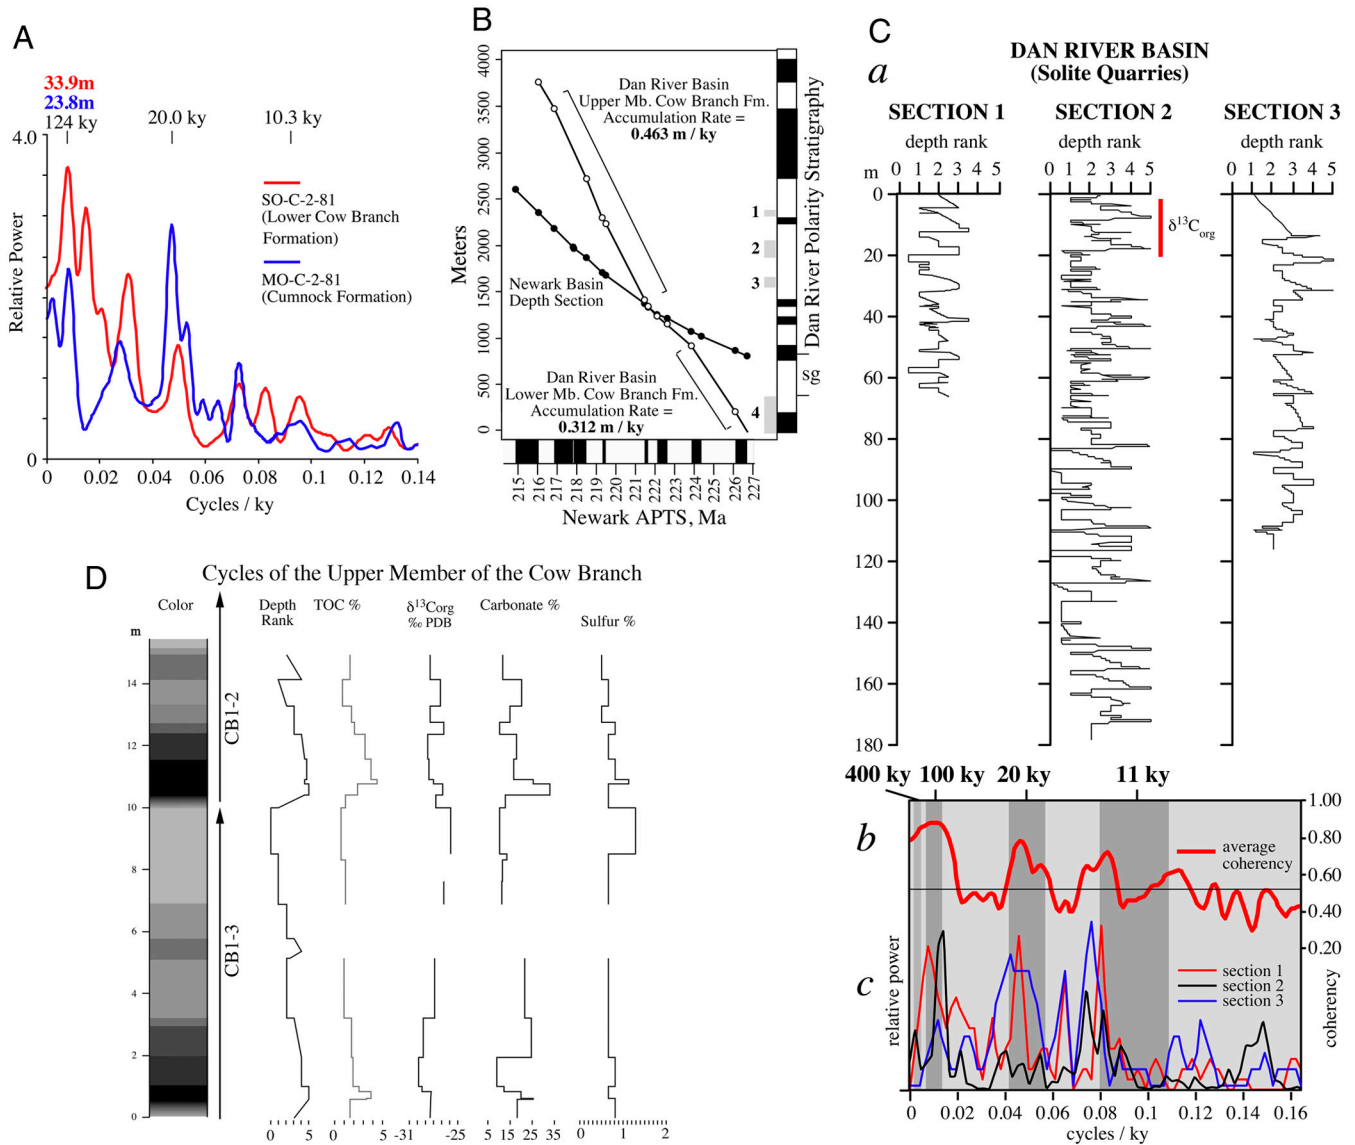 A
33.9m
23.8m
124 ky
20.0 ky
10.3 ky
4.0
Relative Power
SO-C-2-81
(Lower Cow Branch
Formation)
MO-C-2-81
(Cumnock Formation)
0
0 0.02 0.04 0.06 0.08 0.1 0.12 0.14
Cycles / ky
B
4000
3500
3000
2500
2000
1500
1000
500
0
Meters
Dan River Basin
Upper Mb. Cow Branch Fm.
Accumulation Rate =
0.463 m / ky
Newark Basin
Depth Section
Dan River Basin
Lower Mb. Cow Branch Fm.
Accumulation Rate =
0.312 m / ky
1
2
3
4
sg
Dan River Polarity Stratigraphy
215 216 217 218 219 220 221 222 223 224 225 226 227
Newark APTS, Ma
C
DAN RIVER BASIN
(Solite Quarries)
a
SECTION 1 SECTION 2 SECTION 3
depth rank depth rank depth rank
m
0 1 2 3 4 5 0 1 2 3 4 5 0 1 2 3 4 5
0
20
40
60
80
100
120
140
160
180
δ13Corg
400 ky 100 ky 20 ky 11 ky
b
average
coherency
1.00
0.80
0.60
0.40
0.20
c
relative power
section 1
section 2
section 3
coherency
0 0.02 0.04 0.06 0.08 0.1 0.12 0.14 0.16
cycles / ky
D
Cycles of the Upper Member of the Cow Branch
Color
Depth
Rank
TOC %
δ13Corg
‰ PDB
Carbonate %
Sulfur %
m
14
12
10
8
6
4
2
0
CB1-2
CB1-3
0 5 0 5 -31 -25 5 15 25 35 0 1 2